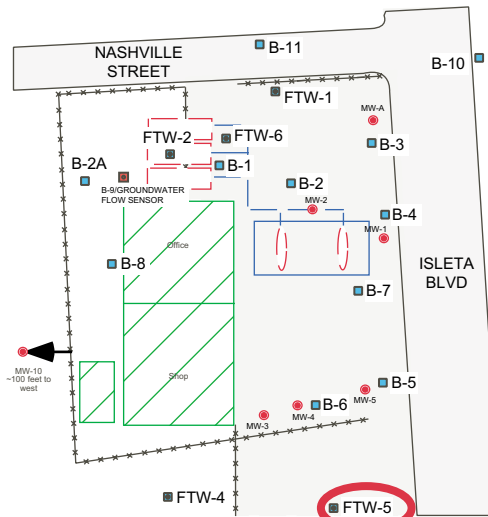 B-11
NASHVILLE
STREET
B-10
FTW-1
MW-A
FTW-2
FTW-6
B-3
B-1
B-2A
B-2
B-9/GROUNDWATER
FLOW SENSOR
MW-2
B-4
MW-1
Office
B-8
ISLETA
BLVD
B-7
MW-10
~100 feet to
west
Shop
B-5
MW-5
B-6
MW-4
MW-3
FTW-4
FTW-5